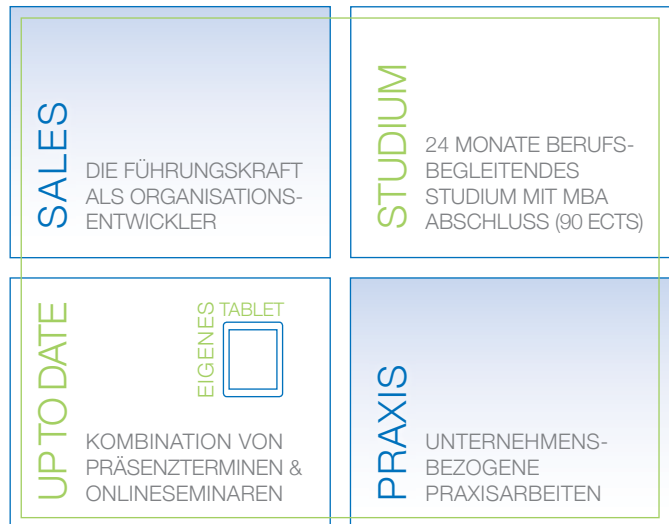 SALES
DIE FÜHRUNGSKRAFT
ALS ORGANISATIONS-
ENTWICKLER
STUDIUM
24 MONATE BERUFS-
BEGLEITENDES
STUDIUM MIT MBA
ABSCHLUSS (90 ECTS)
UP TO DATE
EIGENES
TABLET
KOMBINATION VON
PRÄSENZTERMINEN &
ONLINESEMINAREN
PRAXIS
UNTERNEHMENS-
BEZOGENE
PRAXISARBEITEN